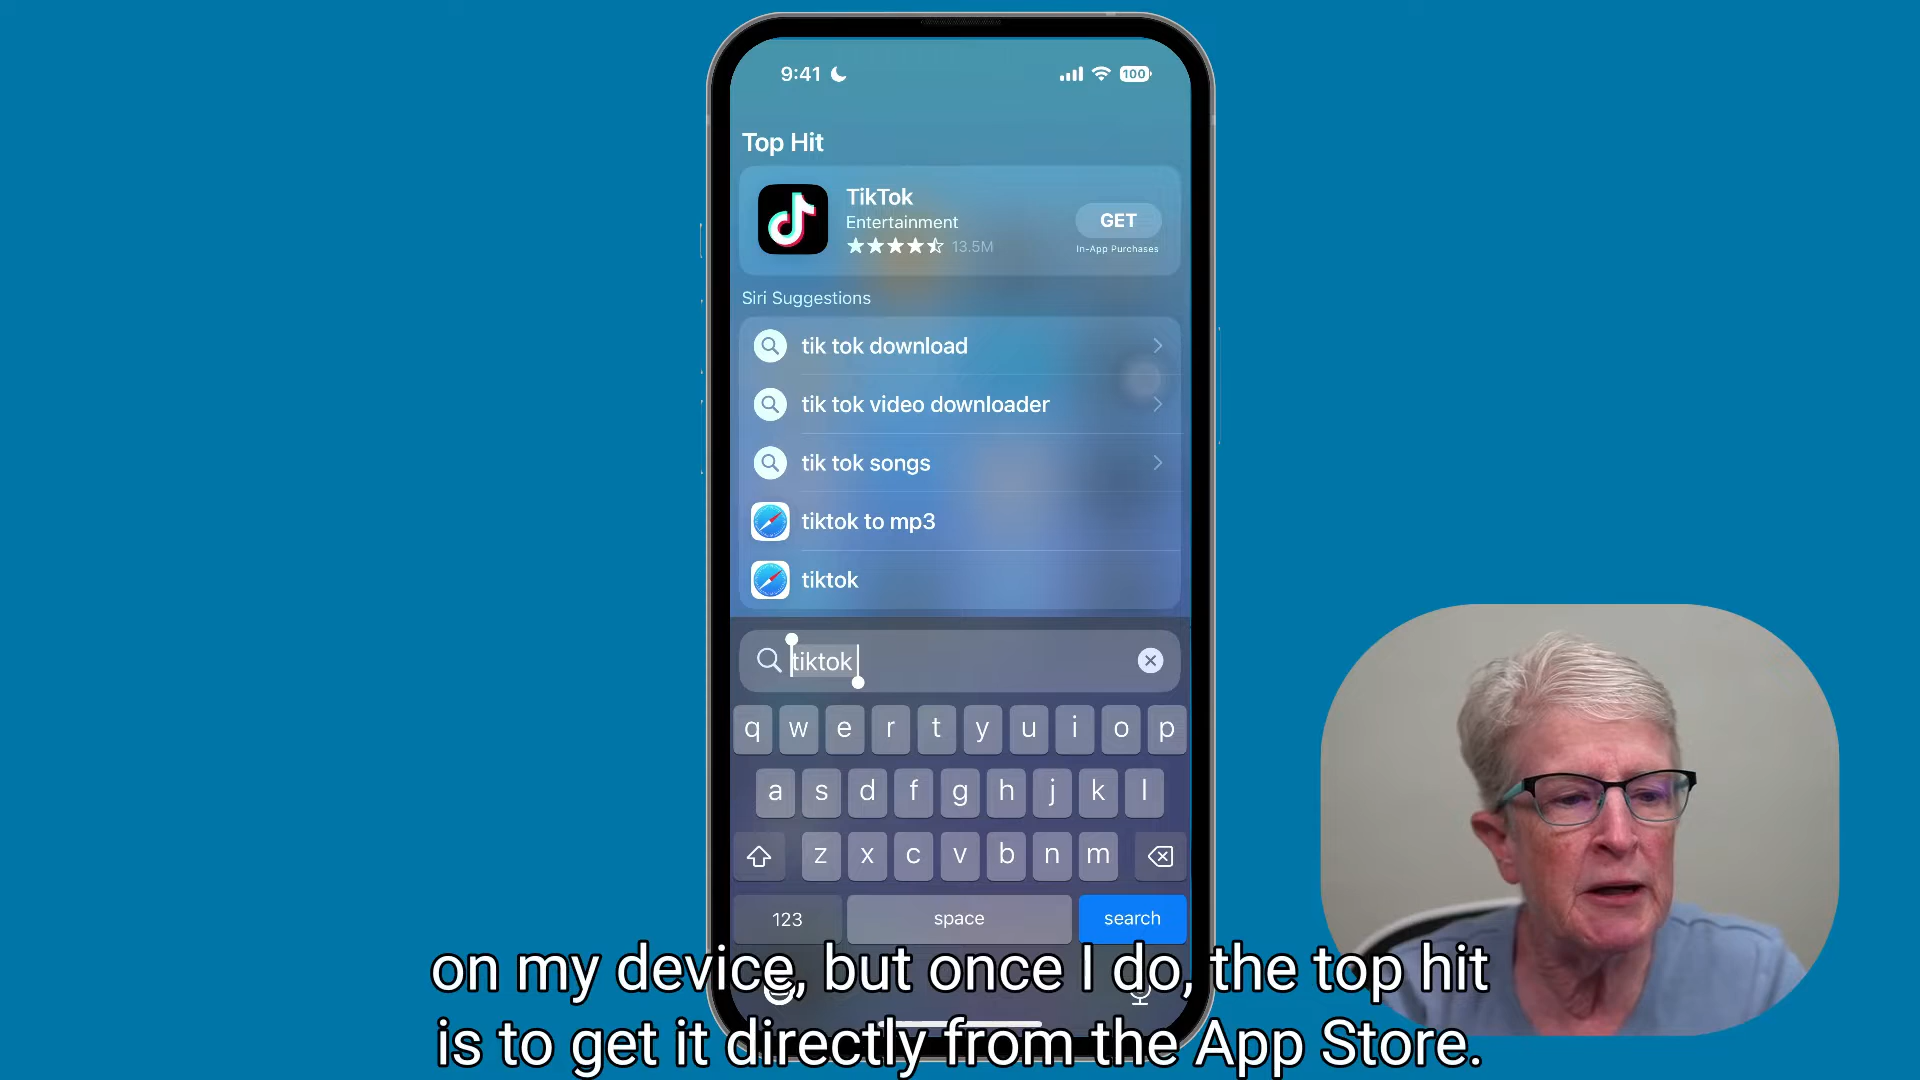 9:41
100
Top Hit
TikTok
Entertainment
13.5M
GET
In-App Purchases
Siri Suggestions
tik tok download
tik tok video downloader
tik tok songs
tiktok to mp3
tiktok
tiktok
q w e r t y u i o p
a s d f g h j k l
z x c v b n m
123 space search
on my device, but once I do, the top hit
is to get it directly from the App Store.